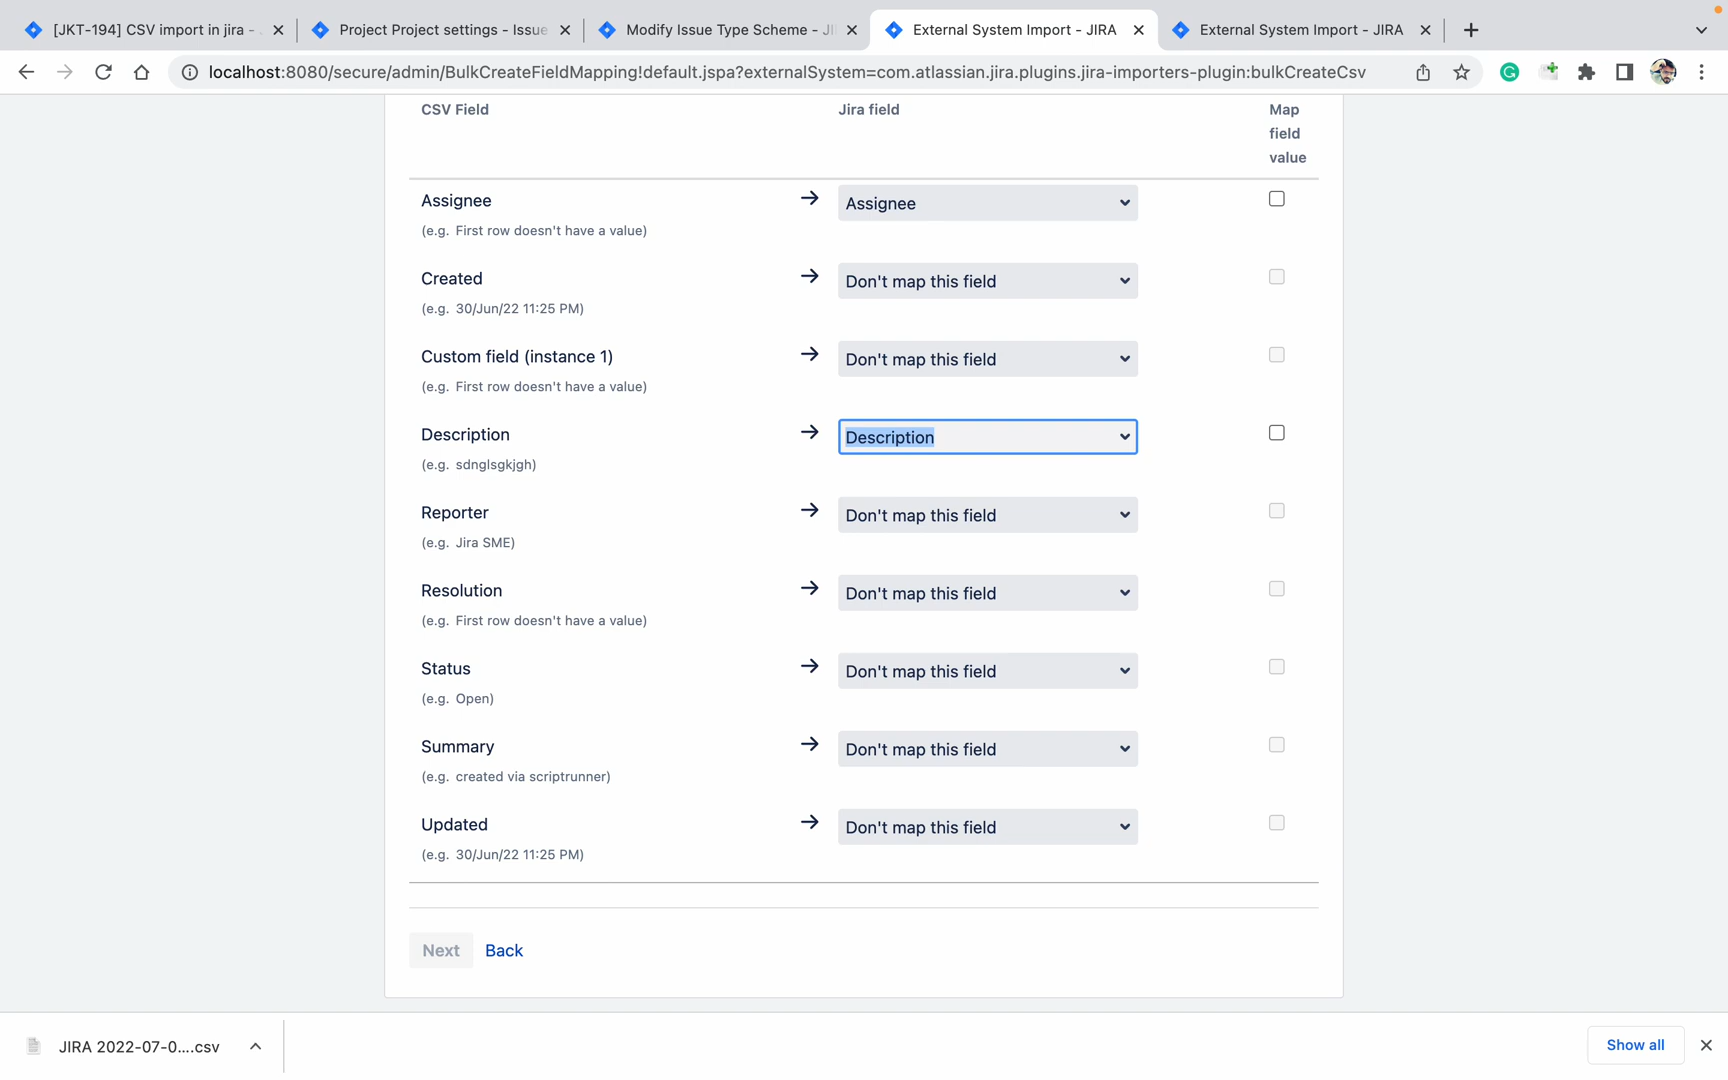 [JKT-194] CSV import in jira -
Project Project settings - Issue
Modify Issue Type Scheme - JI
External System Import - JIRA
External System Import - JIRA
localhost:8080/secure/admin/BulkCreateFieldMapping!default.jspa?externalSystem=com.atlassian.jira.plugins.jira-importers-plugin:bulkCreateCsv
CSV Field
Jira field
Map
field
value
Assignee
Assignee
(e.g. First row doesn't have a value)
Created
Don't map this field
(e.g. 30/Jun/22 11:25 PM)
Custom field (instance 1)
Don't map this field
(e.g. First row doesn't have a value)
Description
Description
(e.g. sdnglsgkjgh)
Reporter
Don't map this field
(e.g. Jira SME)
Resolution
Don't map this field
(e.g. First row doesn't have a value)
Status
Don't map this field
(e.g. Open)
Summary
Don't map this field
(e.g. created via scriptrunner)
Updated
Don't map this field
(e.g. 30/Jun/22 11:25 PM)
Next Back
JIRA 2022-07-0....csv
Show all